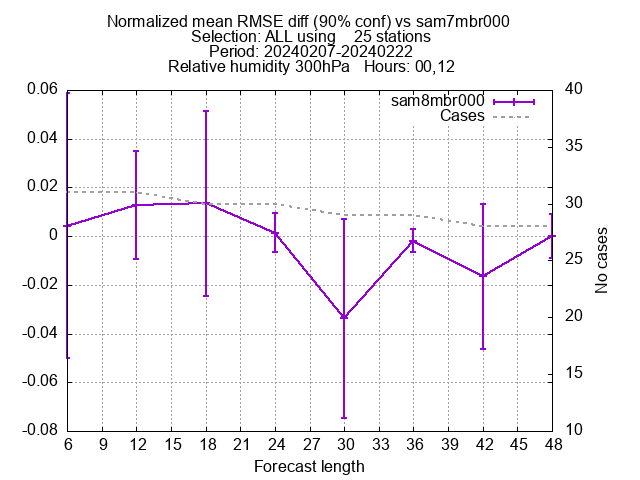 Normalized mean RMSE diff (90% conf) vs sam7mbr000
Selection: ALL using    25 stations
Period: 20240207-20240222
Relative humidity 300hPa   Hours: 00,12
sam8mbr000
Cases
0.06
0.04
0.02
0
-0.02
-0.04
-0.06
-0.08
40
35
30
25
20
15
10
No cases
6 9 12 15 18 21 24 27 30 33 36 39 42 45 48
Forecast length